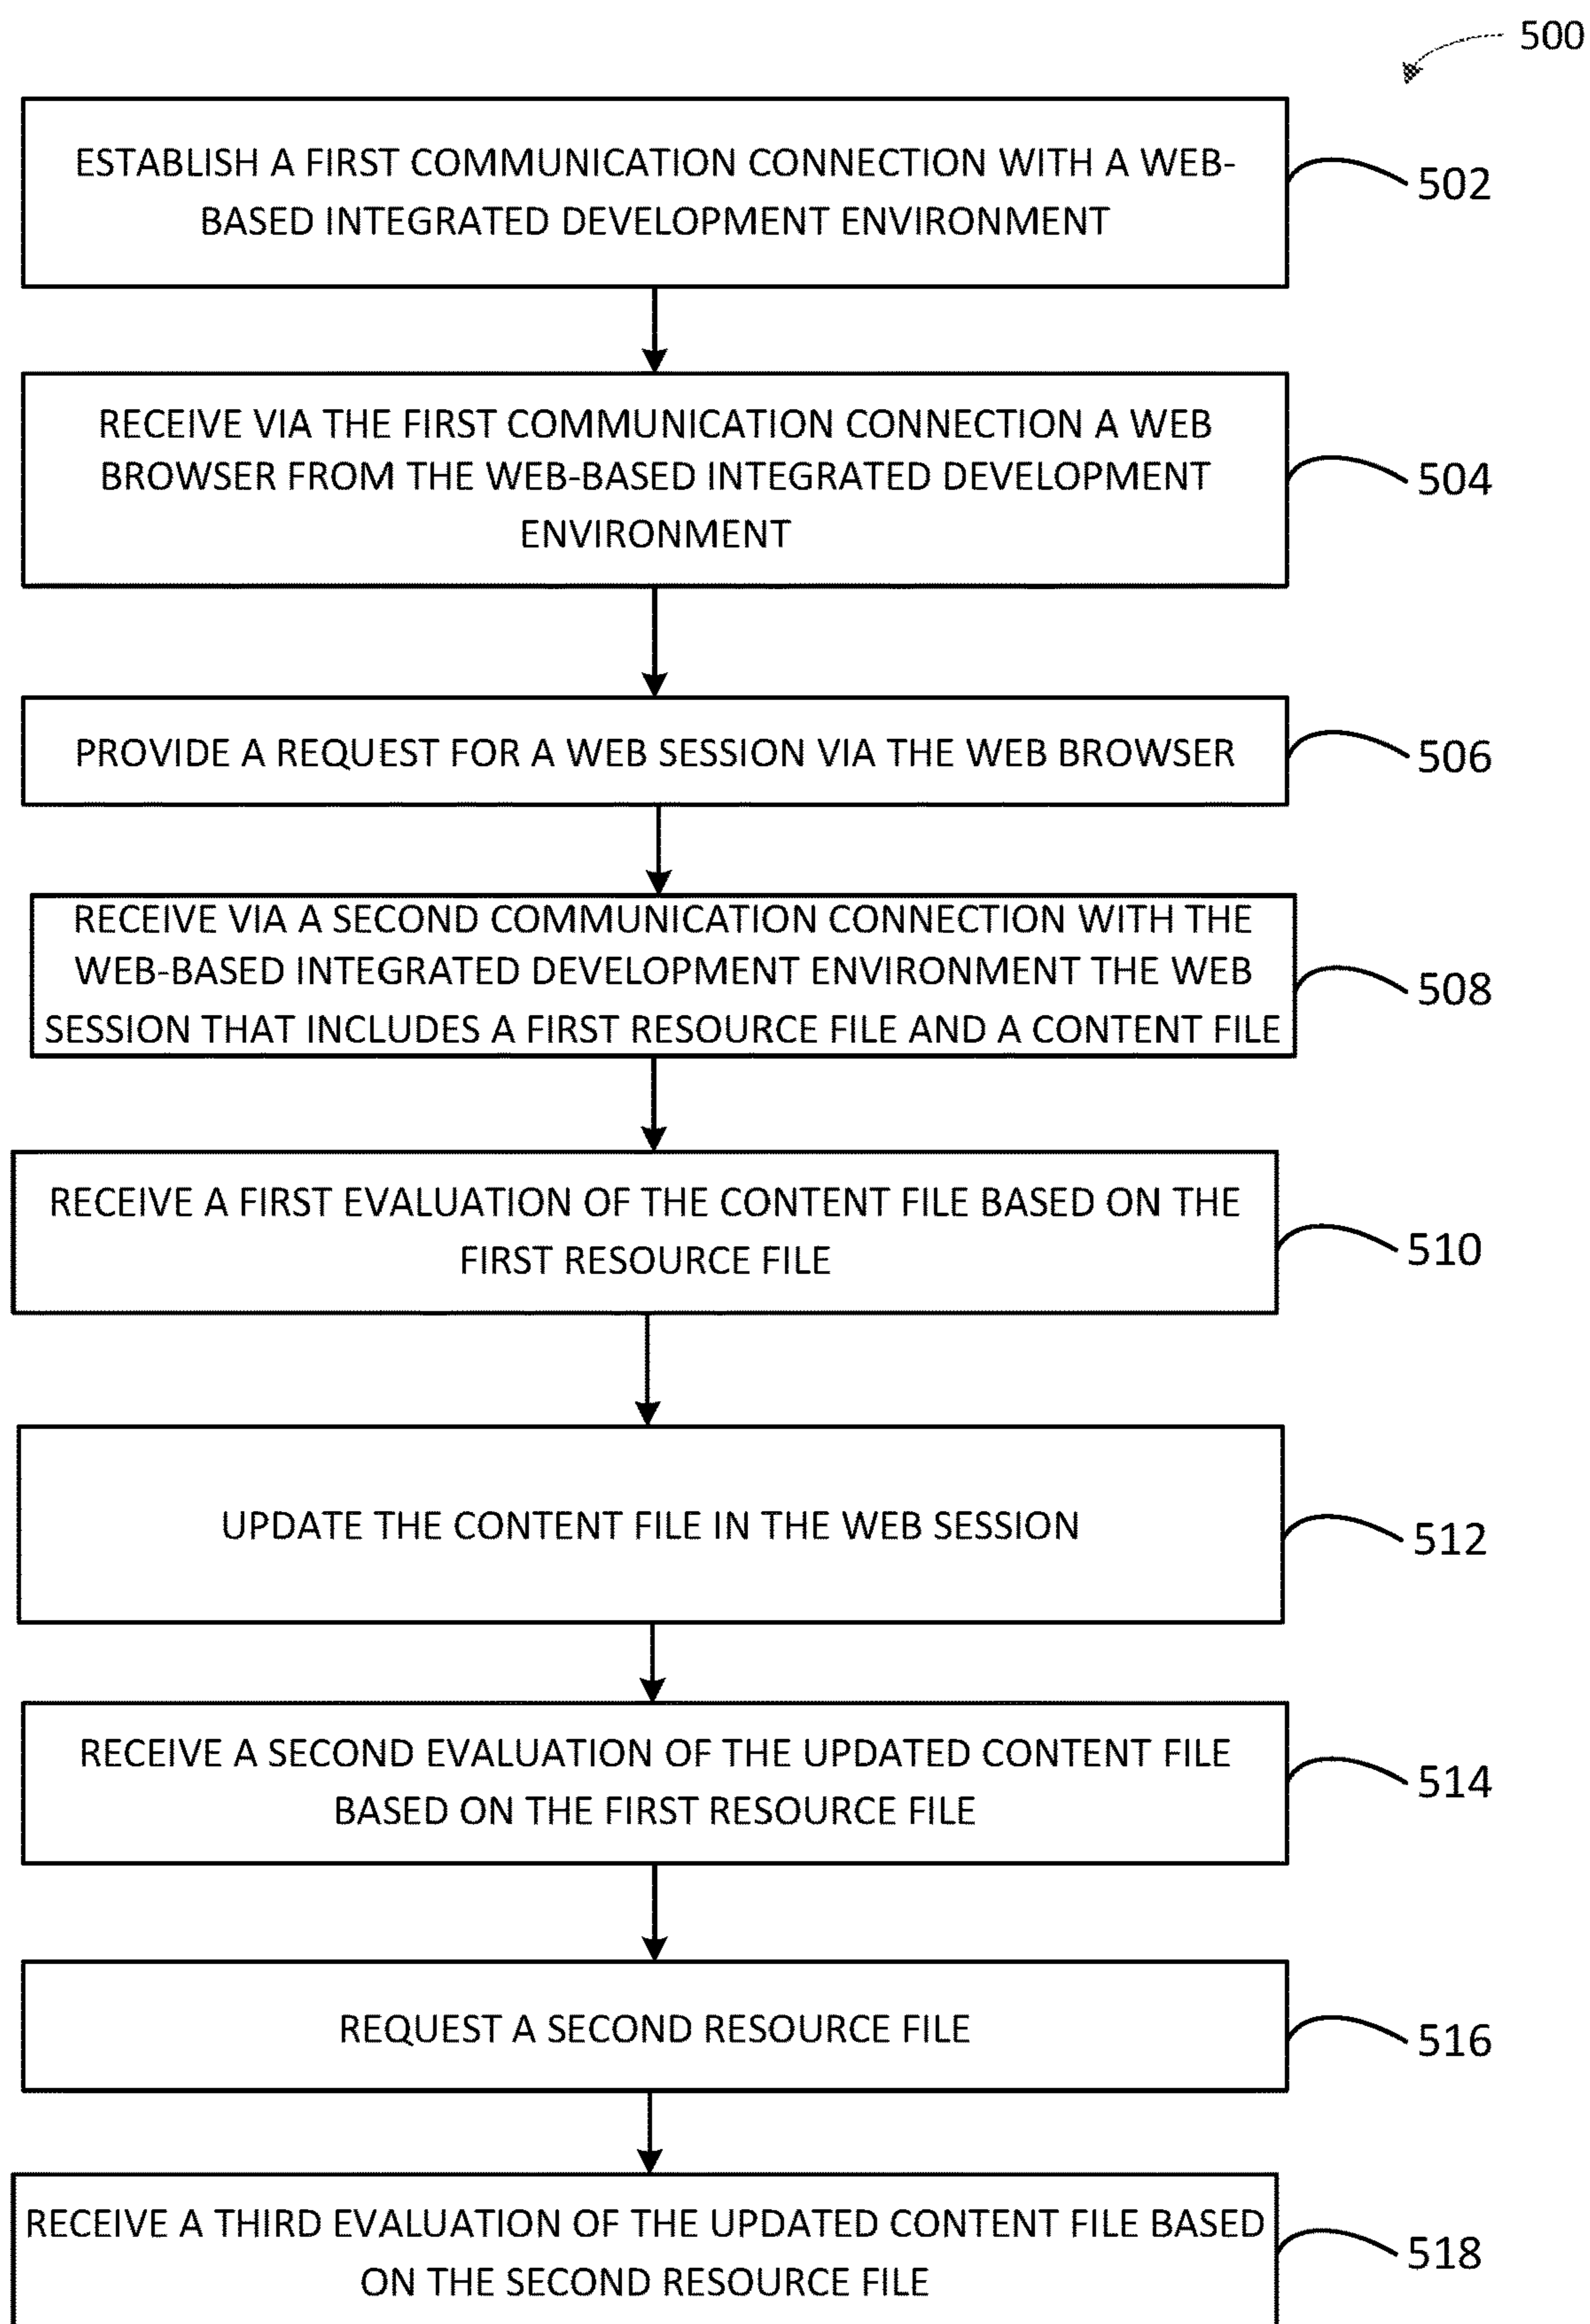 500
ESTABLISH A FIRST COMMUNICATION CONNECTION WITH A WEB-
BASED INTEGRATED DEVELOPMENT ENVIRONMENT
502
RECEIVE VIA THE FIRST COMMUNICATION CONNECTION A WEB
BROWSER FROM THE WEB-BASED INTEGRATED DEVELOPMENT
ENVIRONMENT
504
PROVIDE A REQUEST FOR A WEB SESSION VIA THE WEB BROWSER
506
RECEIVE VIA A SECOND COMMUNICATION CONNECTION WITH THE
WEB-BASED INTEGRATED DEVELOPMENT ENVIRONMENT THE WEB
SESSION THAT INCLUDES A FIRST RESOURCE FILE AND A CONTENT FILE
508
RECEIVE A FIRST EVALUATION OF THE CONTENT FILE BASED ON THE
FIRST RESOURCE FILE
510
UPDATE THE CONTENT FILE IN THE WEB SESSION
512
RECEIVE A SECOND EVALUATION OF THE UPDATED CONTENT FILE
BASED ON THE FIRST RESOURCE FILE
514
REQUEST A SECOND RESOURCE FILE
516
RECEIVE A THIRD EVALUATION OF THE UPDATED CONTENT FILE BASED
ON THE SECOND RESOURCE FILE
518